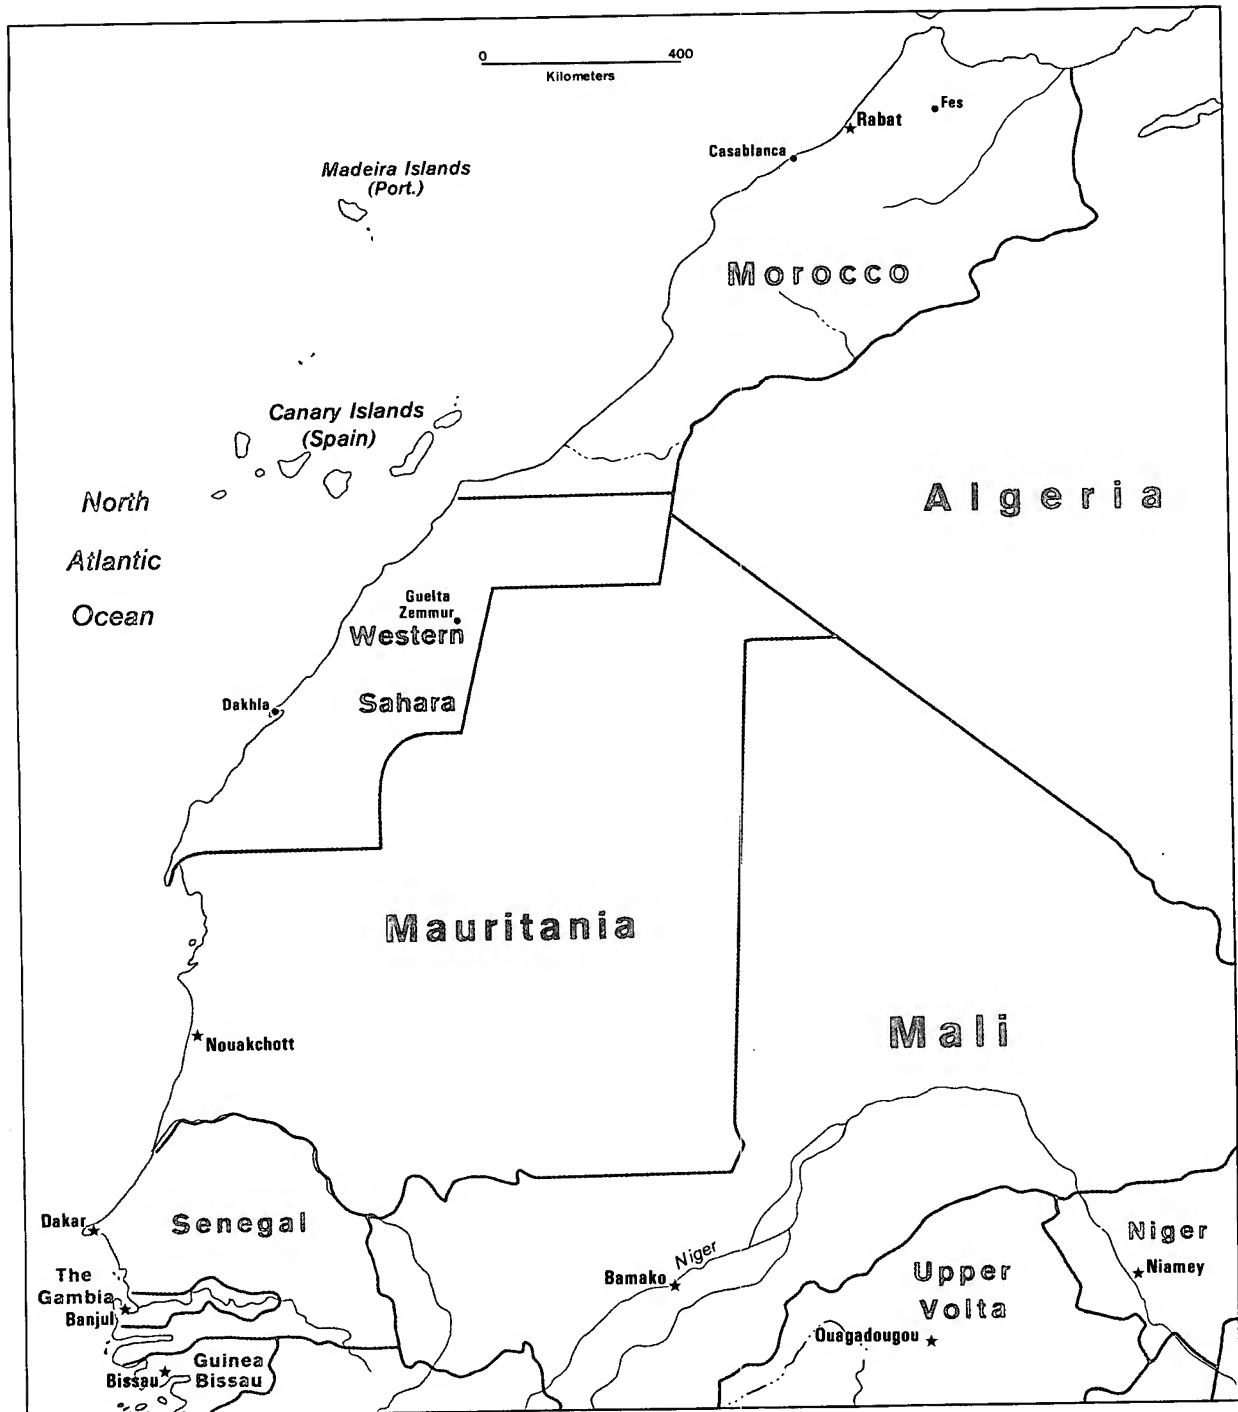 0 400
Kilometers
Fes
Rabat
Casablanca
Madeira Islands
(Port.)
Morocco
Canary Islands
(Spain)
North
Atlantic
Ocean
Algeria
Guelta
Zemmur
Western
Sahara
Dakhla
Mauritania
Mali
Nouakchott
Dakar
Senegal
Niger
Niger
Niamey
The
Gambia
Banjul
Bamako
Upper
Volta
Ouagadougou
Guinea
Bissau
Bissau